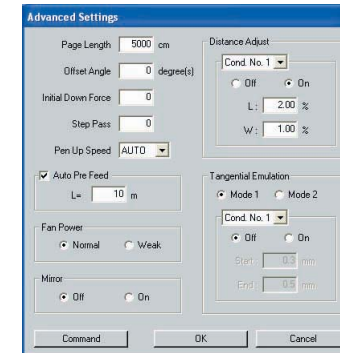 Advanced Settings
Page Length 5000 cm
Offset Angle 0 degree(s)
Initial Down Force 0
Step Pass 0
Pen Up Speed AUTO
Auto Pre Feed
L= 10 m
Fan Power
Normal Weak
Mirror
Off On
Distance Adjust
Cond. No. 1
Off On
L: 2.00 %
W: 1.00 %
Tangential Emulation
Mode 1 Mode 2
Cond. No. 1
Off On
Start: 0.3 mm
End: 0.5 mm
Command OK Cancel